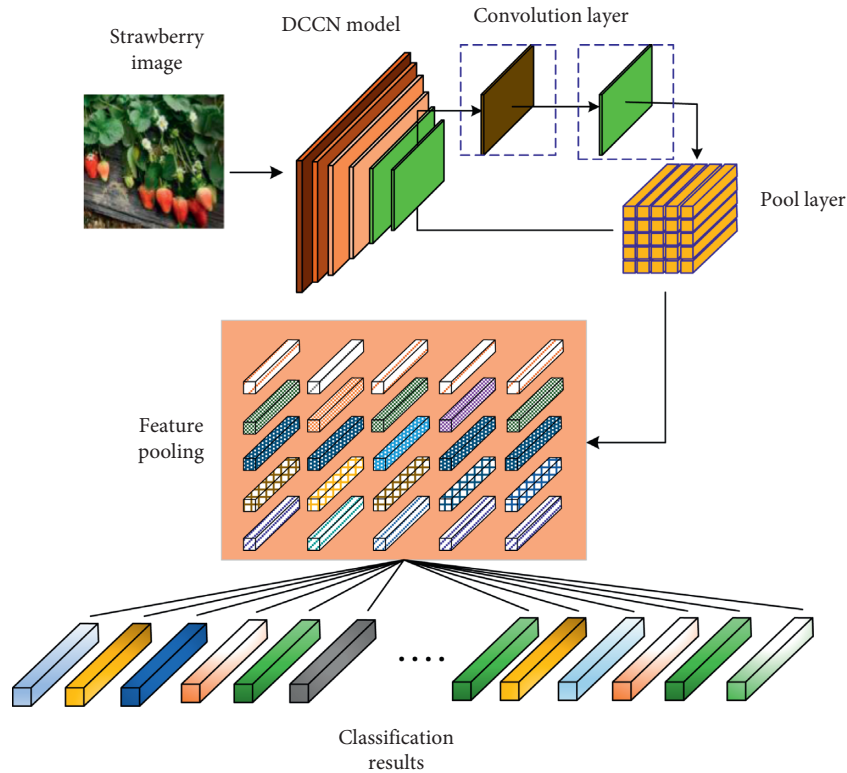 Strawberry
image
DCCN model
Convolution layer
Pool layer
Feature
pooling
Classification
results